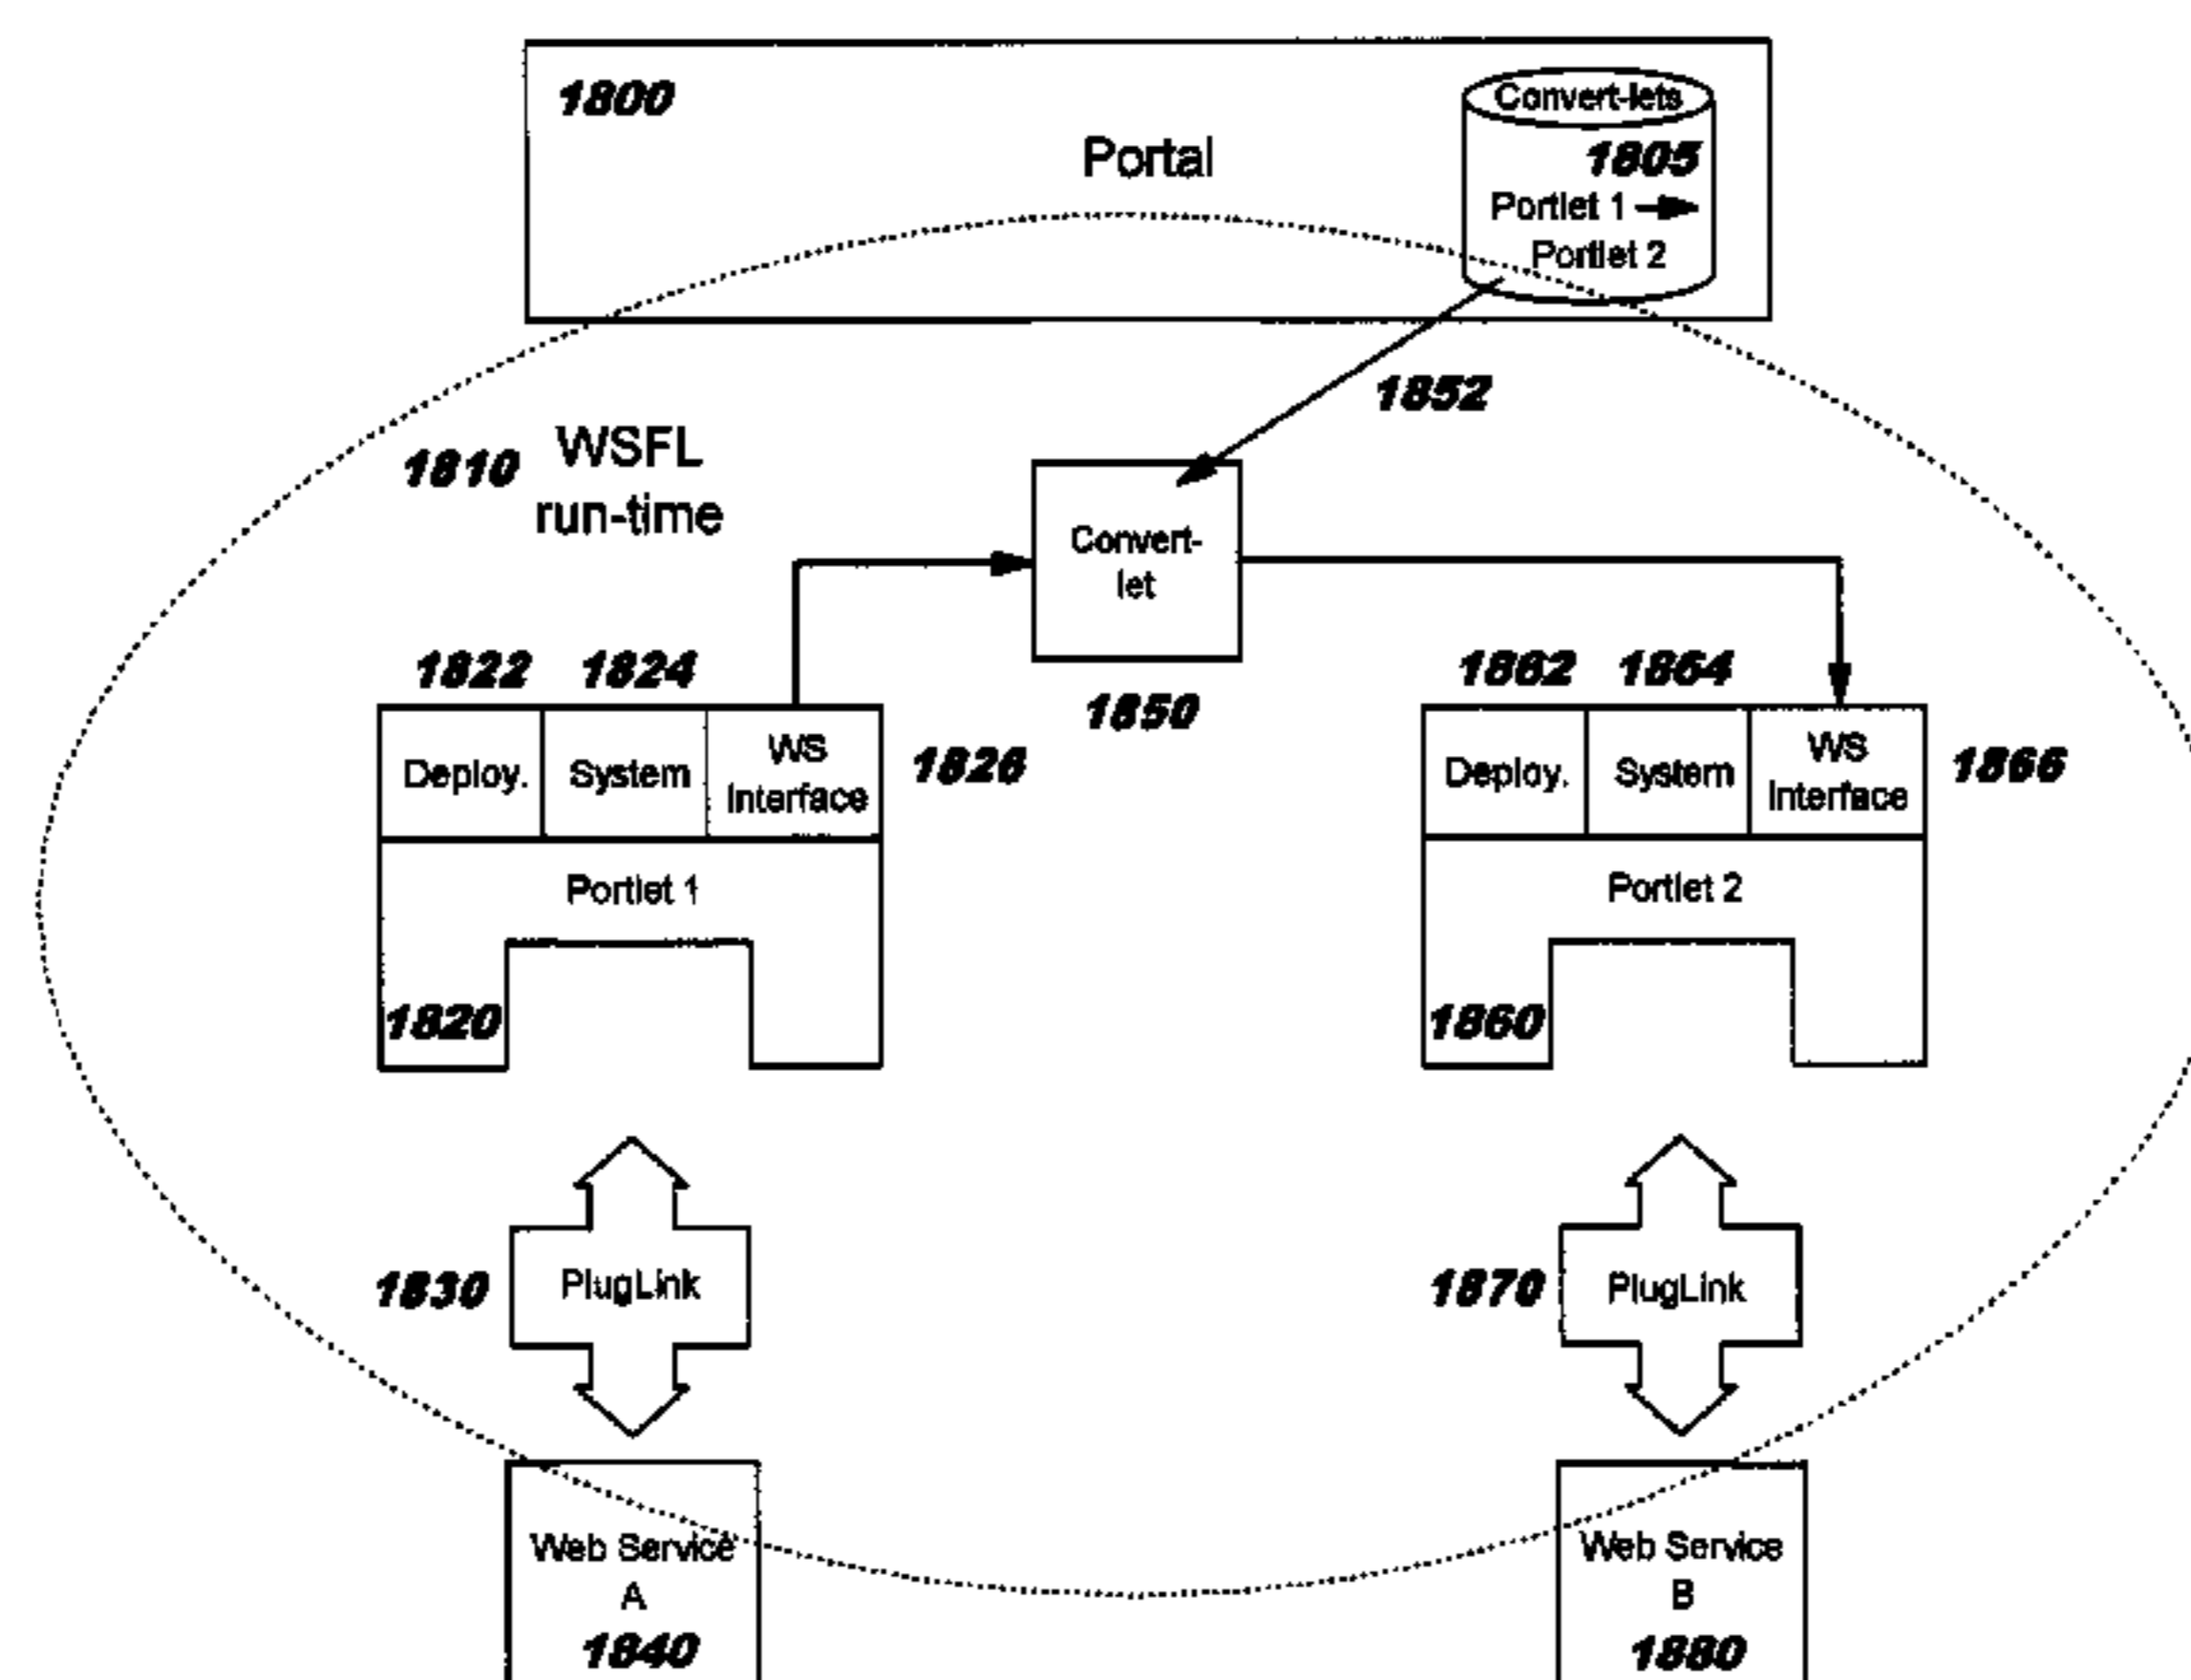 1800
Portal
Convert-lets
1805
Portlet 1
Portlet 2
1852
1810
WSFL
run-time
Convert-
let
1850
1822 1824
Deploy. System WS
Interface
1826
Portlet 1
1820
1862 1864
Deploy. System WS
Interface
1866
Portlet 2
1860
1830
PlugLink
1870
PlugLink
Web Service
A
1840
Web Service
B
1880